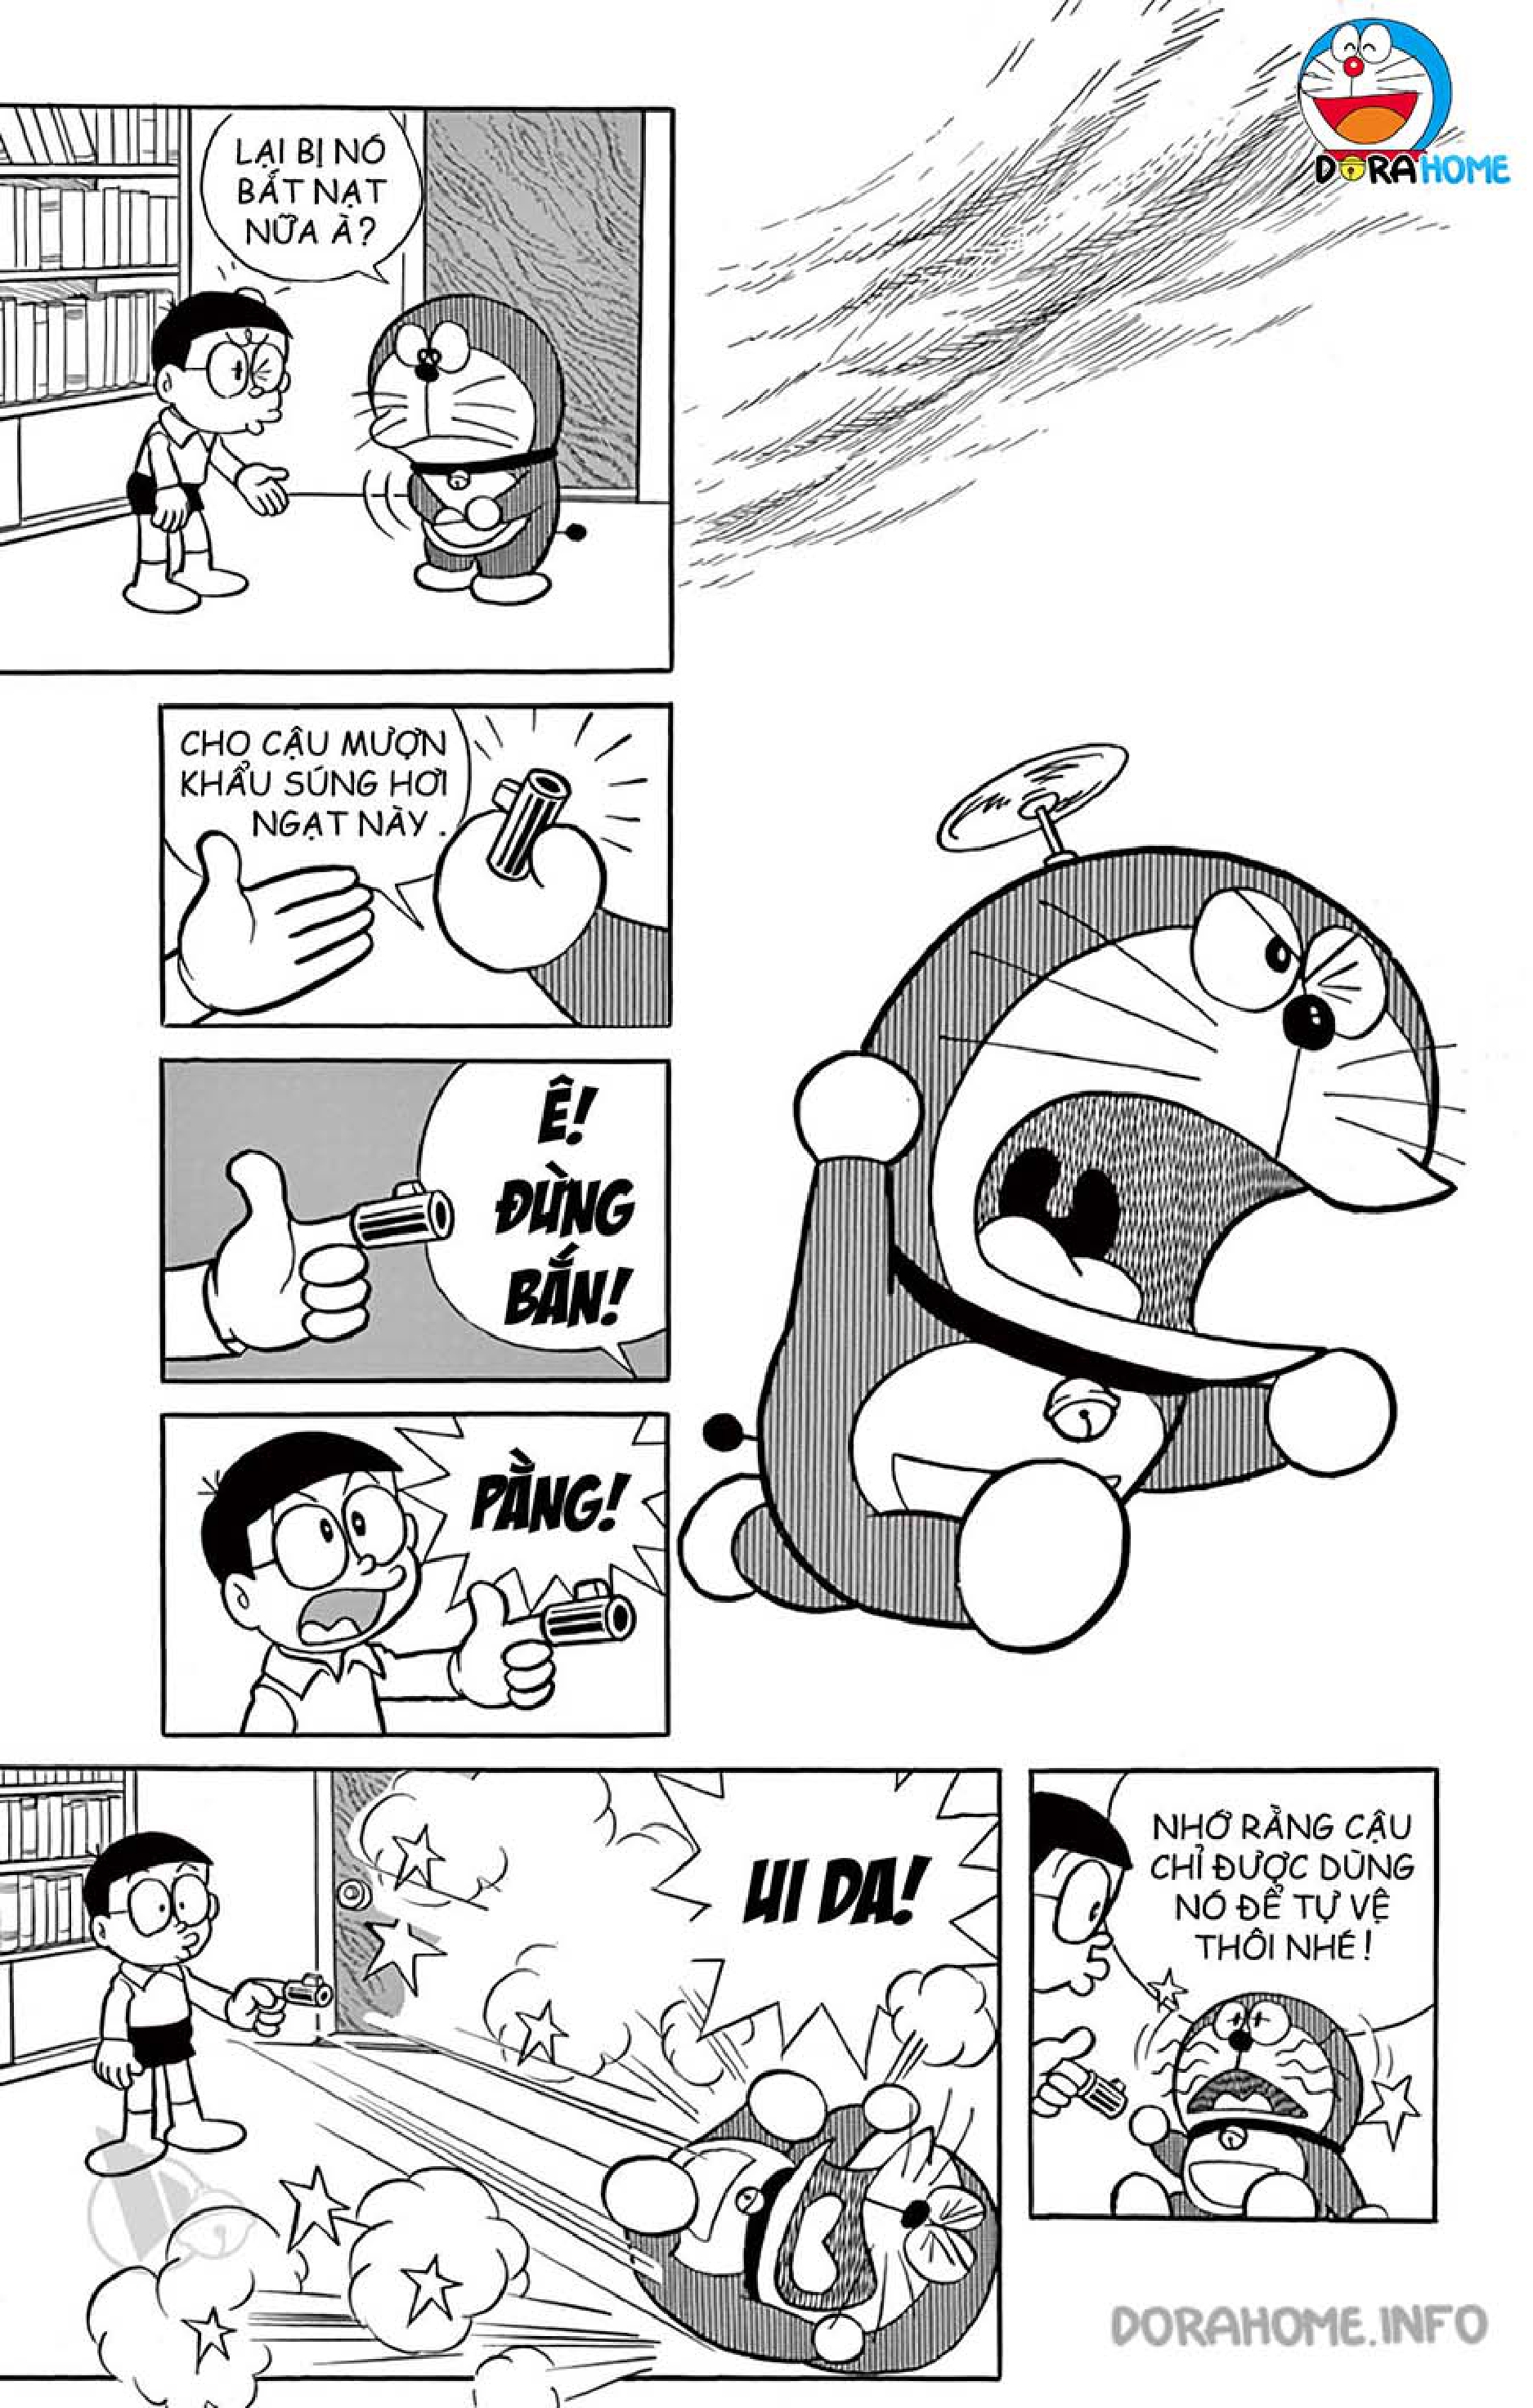 DORAHOME
LẠI BỊ NÓ
BẮT NẠT
NỮA À?
CHO CẬU MƯỢN
KHẨU SÚNG HƠI
NGẠT NÀY.
Ê!
ĐỪNG
BẮN!
PẰNG!
UI DA!
NHỚ RẰNG CẬU
CHỈ ĐƯỢC DÙNG
NÓ ĐỂ TỰ VỆ
THÔI NHÉ!
DORAHOME.INFO